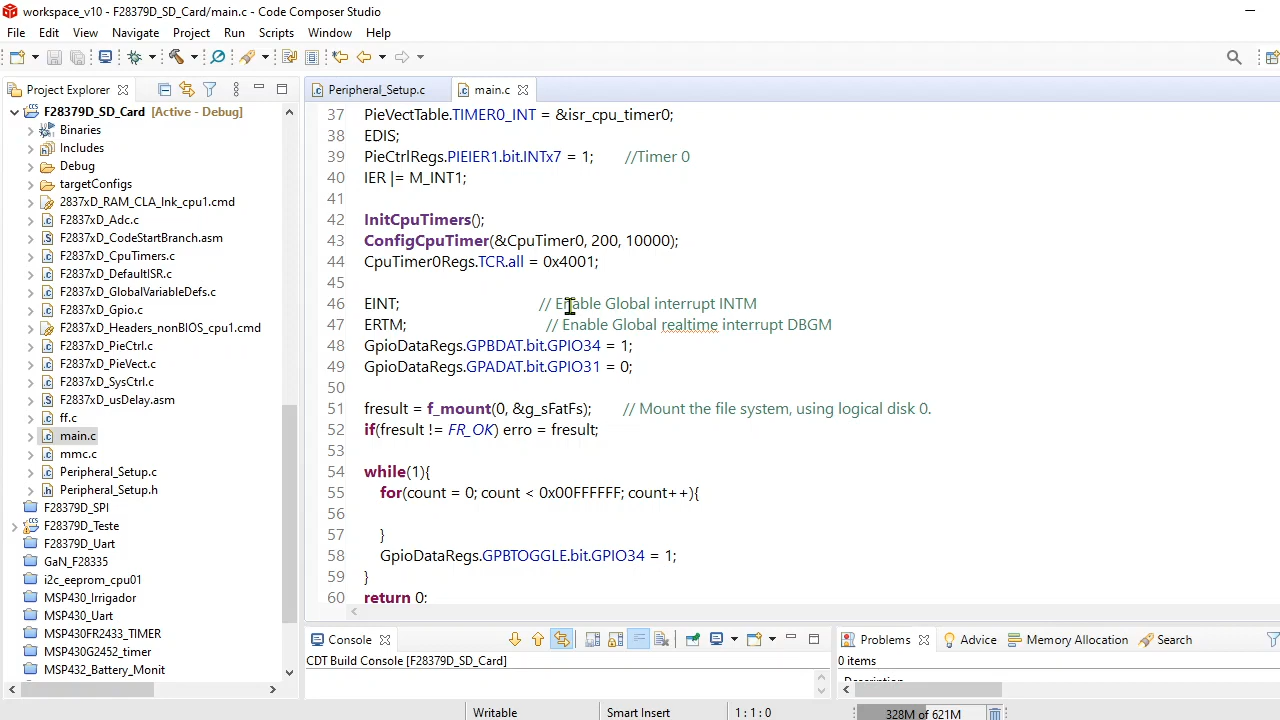 workspace_v10 - F28379D_SD_Card/main.c - Code Composer Studio
File Edit View Navigate Project Run Scripts Window Help
Project Explorer
F28379D_SD_Card [Active - Debug]
Binaries
Includes
Debug
targetConfigs
2837xD_RAM_CLA_lnk_cpu1.cmd
F2837xD_Adc.c
F2837xD_CodeStartBranch.asm
F2837xD_CpuTimers.c
F2837xD_DefaultISR.c
F2837xD_GlobalVariableDefs.c
F2837xD_Gpio.c
F2837xD_Headers_nonBIOS_cpu1.cmd
F2837xD_PieCtrl.c
F2837xD_PieVect.c
F2837xD_SysCtrl.c
F2837xD_usDelay.asm
ff.c
main.c
mmc.c
Peripheral_Setup.c
Peripheral_Setup.h
F28379D_SPI
F28379D_Teste
F28379D_Uart
GaN_F28335
i2c_eeprom_cpu01
MSP430_Irrigador
MSP430_Uart
MSP430FR2433_TIMER
MSP430G2452_timer
MSP432_Battery_Monit
Peripheral_Setup.c main.c
37 PieVectTable.TIMER0_INT = &isr_cpu_timer0;
38 EDIS;
39 PieCtrlRegs.PIEIER1.bit.INTx7 = 1; //Timer 0
40 IER |= M_INT1;
41
42 InitCpuTimers();
43 ConfigCpuTimer(&CpuTimer0, 200, 10000);
44 CpuTimer0Regs.TCR.all = 0x4001;
45
46 EINT; // Enable Global interrupt INTM
47 ERTM; // Enable Global realtime interrupt DBGM
48 GpioDataRegs.GPBDAT.bit.GPIO34 = 1;
49 GpioDataRegs.GPADAT.bit.GPIO31 = 0;
50
51 fresult = f_mount(0, &g_sFatFs); // Mount the file system, using logical disk 0.
52 if(fresult != FR_OK) erro = fresult;
53
54 while(1){
55 for(count = 0; count < 0x00FFFFFF; count++){
56
57 }
58 GpioDataRegs.GPBTOGGLE.bit.GPIO34 = 1;
59 }
60 return 0;
Console
CDT Build Console [F28379D_SD_Card]
Problems Advice Memory Allocation Search
0 items
Description
Writable Smart Insert 1 : 1 : 0 328M of 621M